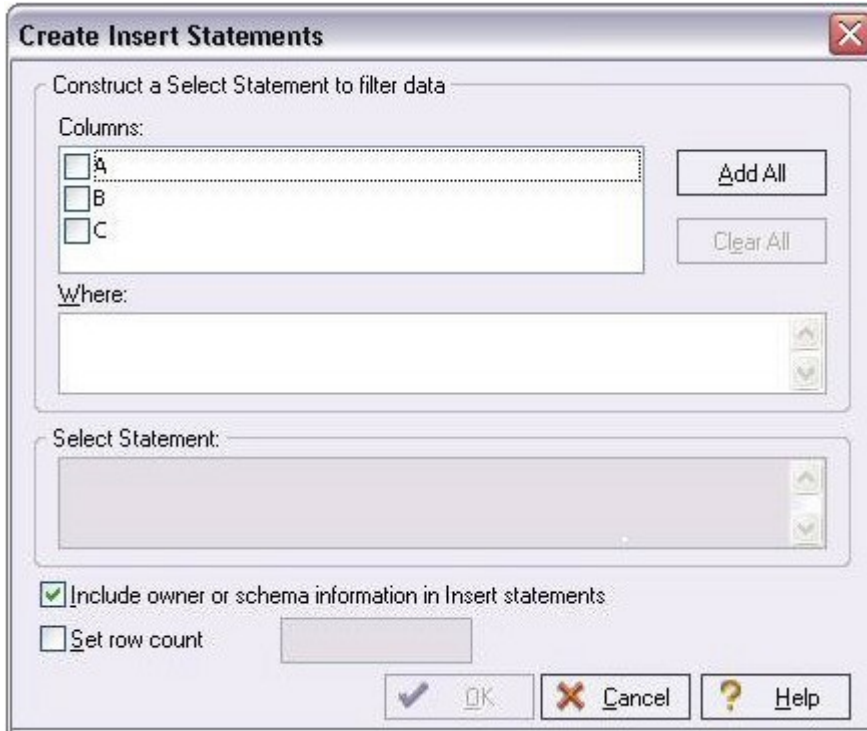 Create Insert Statements
Construct a Select Statement to filter data
Columns:
A
Add All
B
C
Clear All
Where:
Select Statement:
Include owner or schema information in Insert statements
Set row count
OK
Cancel
Help